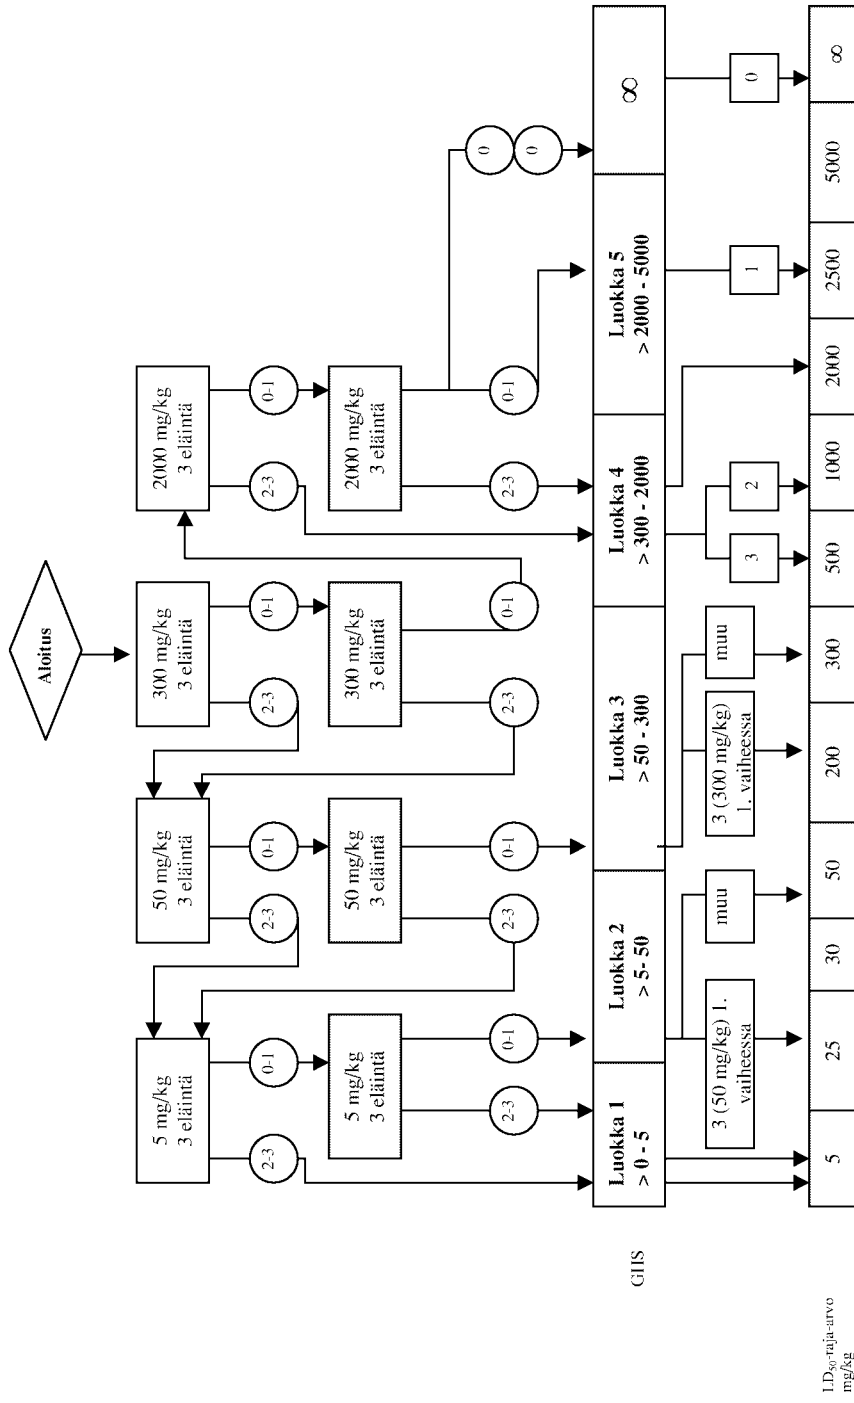 Aloitus
5 mg/kg
3 eläintä
50 mg/kg
3 eläintä
300 mg/kg
3 eläintä
2000 mg/kg
3 eläintä
2-3
0-1
2-3
0-1
2-3
0-1
2-3
0-1
5 mg/kg
3 eläintä
50 mg/kg
3 eläintä
300 mg/kg
3 eläintä
2000 mg/kg
3 eläintä
2-3
0-1
2-3
0-1
2-3
0-1
2-3
0-1
0
0
GHS
Luokka 1
> 0 - 5
Luokka 2
> 5- 50
Luokka 3
> 50 - 300
Luokka 4
> 300 - 2000
Luokka 5
> 2000 - 5000
∞
3 (50 mg/kg) 1.
vaiheessa
muu
3 (300 mg/kg)
1. vaiheessa
muu
3
2
1
0
LD₅₀-raja-arvo
mg/kg
5
25
30
50
200
300
500
1000
2000
2500
5000
∞